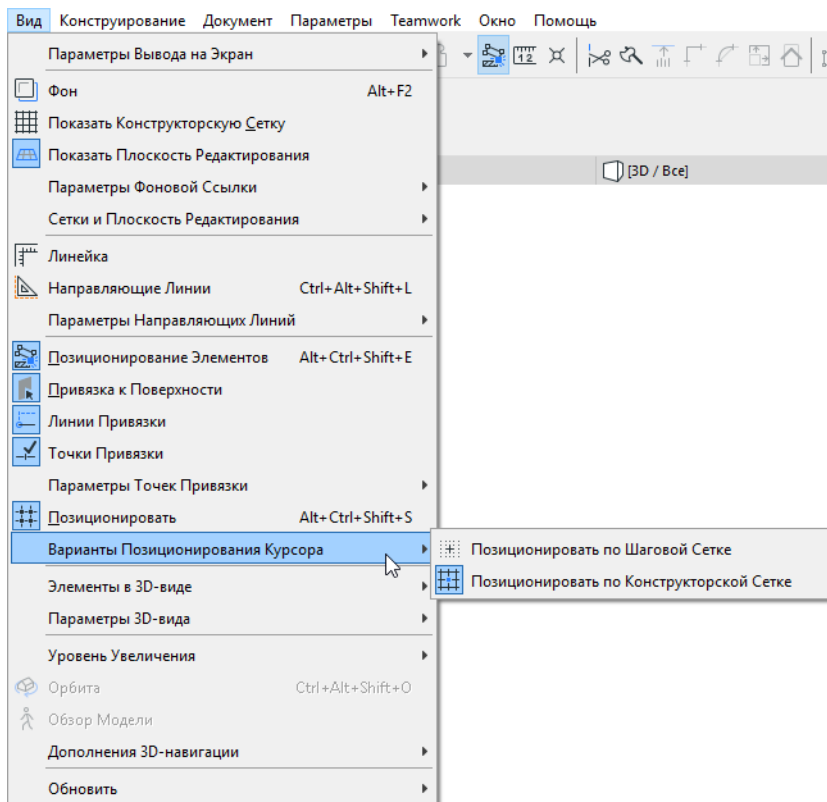 Вид Конструирование Документ Параметры Teamwork Окно Помощь
Параметры Вывода на Экран
Фон Alt+F2
Показать Конструкторскую Сетку
Показать Плоскость Редактирования
Параметры Фоновой Ссылки
Сетки и Плоскость Редактирования
Линейка
Направляющие Линии Ctrl+Alt+Shift+L
Параметры Направляющих Линий
Позиционирование Элементов Alt+Ctrl+Shift+E
Привязка к Поверхности
Линии Привязки
Точки Привязки
Параметры Точек Привязки
Позиционировать Alt+Ctrl+Shift+S
Варианты Позиционирования Курсора
Элементы в 3D-виде
Параметры 3D-вида
Уровень Увеличения
Орбита Ctrl+Alt+Shift+O
Обзор Модели
Дополнения 3D-навигации
Обновить
1 2
[3D / Все]
Позиционировать по Шаговой Сетке
Позиционировать по Конструкторской Сетке